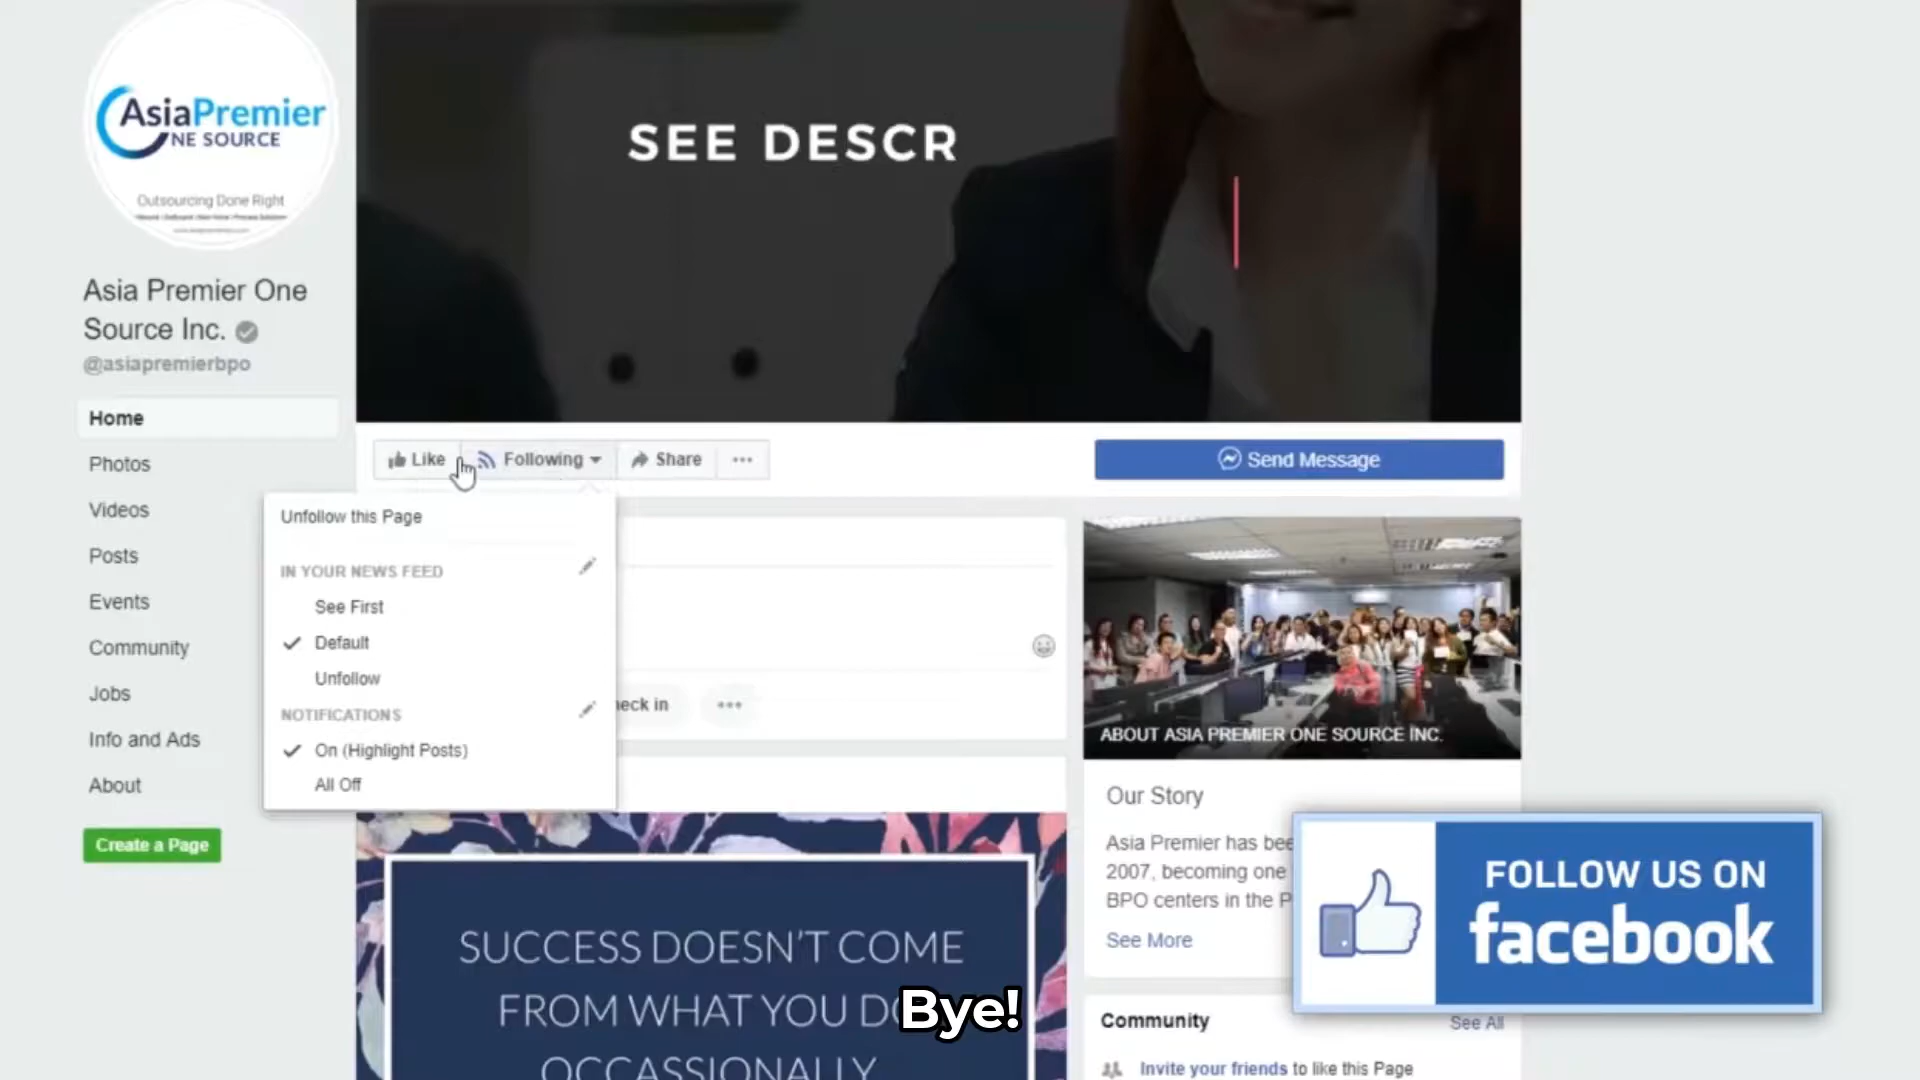 AsiaPremier
NE SOURCE
Outsourcing Done Right
Asia Premier One
Source Inc.
@asiapremierbpo
Home
Photos
Videos
Posts
Events
Community
Jobs
Info and Ads
About
Create a Page
SEE DESCR
Like
Following
Share
Send Message
Unfollow this Page
IN YOUR NEWS FEED
See First
Default
Unfollow
NOTIFICATIONS
On (Highlight Posts)
All Off
heck in
SUCCESS DOESN'T COME
FROM WHAT YOU DO
OCCASSIONALLY
Bye!
ABOUT ASIA PREMIER ONE SOURCE INC.
Our Story
Asia Premier has bee
2007, becoming one
BPO centers in the P
See More
FOLLOW US ON
facebook
Community
See All
Invite your friends to like this Page